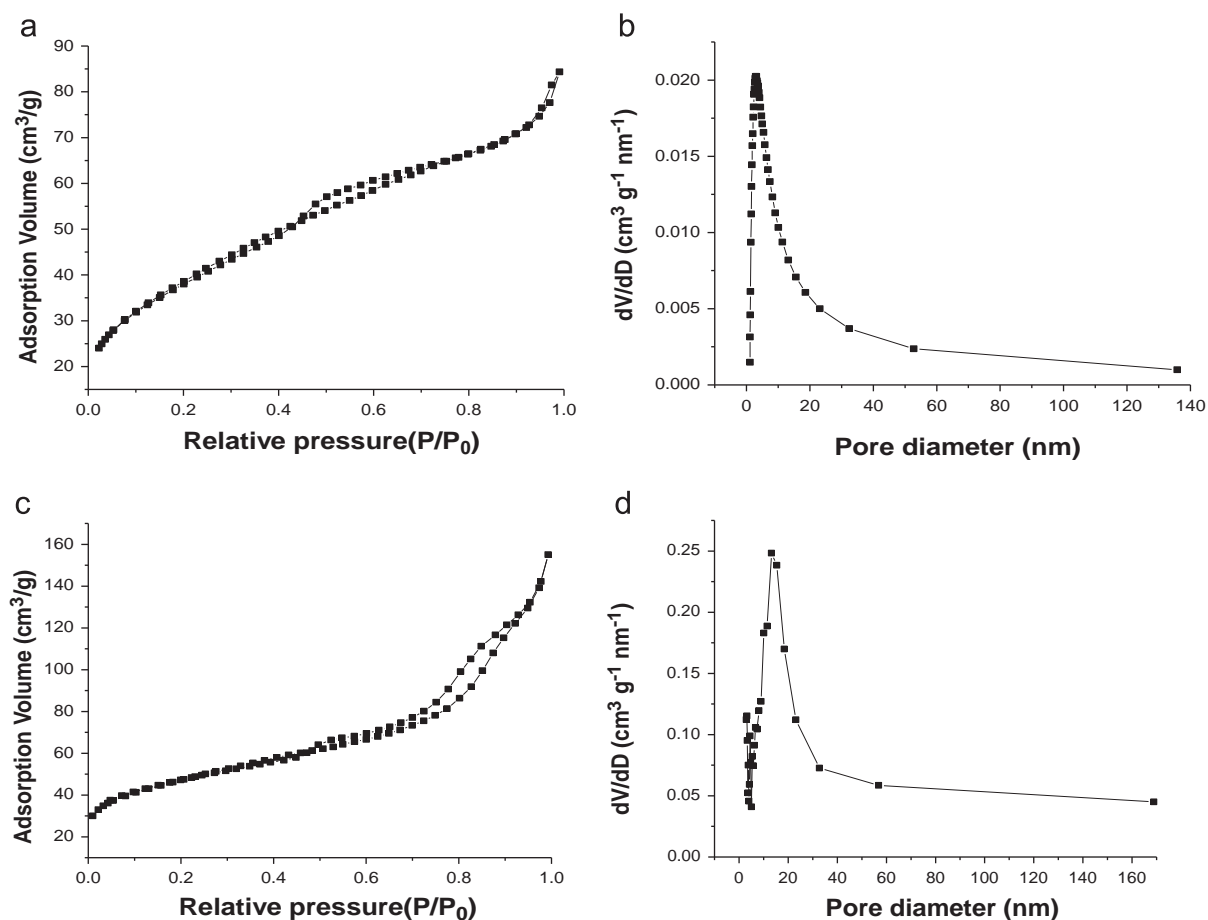 a
Adsorption Volume (cm³/g)
90
80
70
60
50
40
30
20
0.0 0.2 0.4 0.6 0.8 1.0
Relative pressure(P/P₀)
b
dV/dD (cm³ g⁻¹ nm⁻¹)
0.020
0.015
0.010
0.005
0.000
0 20 40 60 80 100 120 140
Pore diameter (nm)
c
Adsorption Volume (cm³/g)
160
140
120
100
80
60
40
20
0.0 0.2 0.4 0.6 0.8 1.0
Relative pressure(P/P₀)
d
dV/dD (cm³ g⁻¹ nm⁻¹)
0.25
0.20
0.15
0.10
0.05
0.00
0 20 40 60 80 100 120 140 160
Pore diameter (nm)